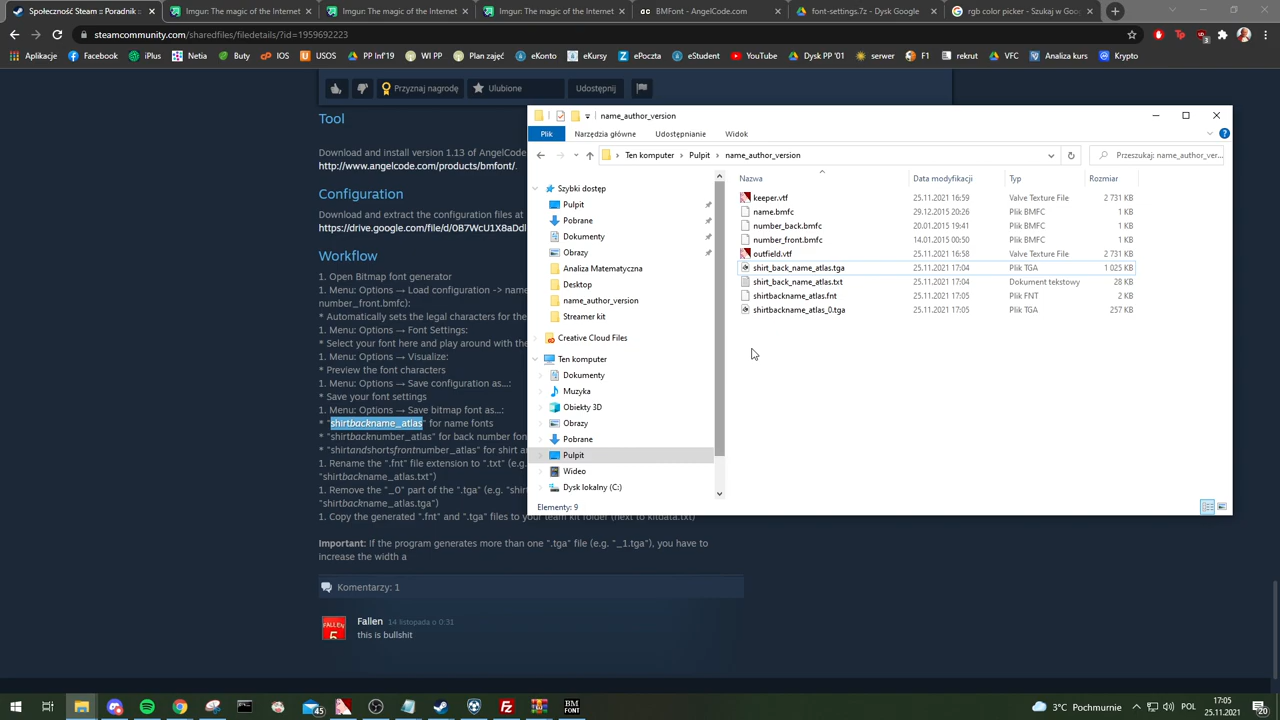 Społeczność Steam :: Poradnik
Imgur: The magic of the Interne
Imgur: The magic of the Interne
Imgur: The magic of the Interne
BMFont - AngelCode.com
font-settings.7z - Dysk Google
rgb color picker - Szukaj w Goog
steamcommunity.com/sharedfiles/filedetails/?id=1959692223
Aplikacje
Facebook
iPlus
Netia
Buty
USOS
PP Inf'19
WI PP
Plan zajęć
eKonto
eKursy
ePoczta
eStudent
YouTube
Dysk PP '01
serwer
F1
rekrut
VFC
Analiza kurs
Krypto
Przyznaj nagrodę
Ulubione
Udostępnij
Tool
Download and install version 1.13 of AngelCode
http://www.angelcode.com/products/bmfont/.
Configuration
Download and extract the configuration files at
https://drive.google.com/file/d/0B7WcU1X8aDdl
Workflow
1. Open Bitmap font generator
1. Menu: Options → Load configuration -> name
number_front.bmfc):
* Automatically sets the legal characters for the
1. Menu: Options → Font Settings:
* Select your font here and play around with the
1. Menu: Options → Visualize:
* Preview the font characters
1. Menu: Options → Save configuration as...:
* Save your font settings
1. Menu: Options → Save bitmap font as...:
* "shirtbackname_atlas" for name fonts
* "shirtbacknumber_atlas" for back number fon
* "shirtandshortsfrontnumber_atlas" for shirt a
1. Rename the ".fnt" file extension to ".txt" (e.g.
"shirtbackname_atlas.txt")
1. Remove the "_0" part of the ".tga" (e.g. "shir
"shirtbackname_atlas.tga")
1. Copy the generated ".fnt" and ".tga" files to your team kit folder (next to kitdata.txt)
Important: If the program generates more than one ".tga" file (e.g. "_1.tga"), you have to
increase the width a
Komentarzy: 1
Fallen 14 listopada o 0:31
this is bullshit
name_author_version
Plik
Narzędzia główne
Udostępnianie
Widok
Ten komputer
Pulpit
name_author_version
Przeszukaj: name_author_ver...
Szybki dostęp
Pulpit
Pobrane
Dokumenty
Obrazy
Analiza Matematyczna
Desktop
name_author_version
Streamer kit
Creative Cloud Files
Ten komputer
Dokumenty
Muzyka
Obiekty 3D
Obrazy
Pobrane
Pulpit
Wideo
Dysk lokalny (C:)
Nazwa Data modyfikacji Typ Rozmiar
keeper.vtf 25.11.2021 16:59 Valve Texture File 2 731 KB
name.bmfc 29.12.2015 20:26 Plik BMFC 1 KB
number_back.bmfc 20.01.2015 19:41 Plik BMFC 1 KB
number_front.bmfc 14.01.2015 00:50 Plik BMFC 1 KB
outfield.vtf 25.11.2021 16:58 Valve Texture File 2 731 KB
shirt_back_name_atlas.tga 25.11.2021 17:04 Plik TGA 1 025 KB
shirt_back_name_atlas.txt 25.11.2021 17:04 Dokument tekstowy 28 KB
shirtbackname_atlas.fnt 25.11.2021 17:05 Plik FNT 2 KB
shirtbackname_atlas_0.tga 25.11.2021 17:05 Plik TGA 257 KB
Elementy: 9
45
BM
FONT
3°C Pochmurnie
POL
17:05
25.11.2021